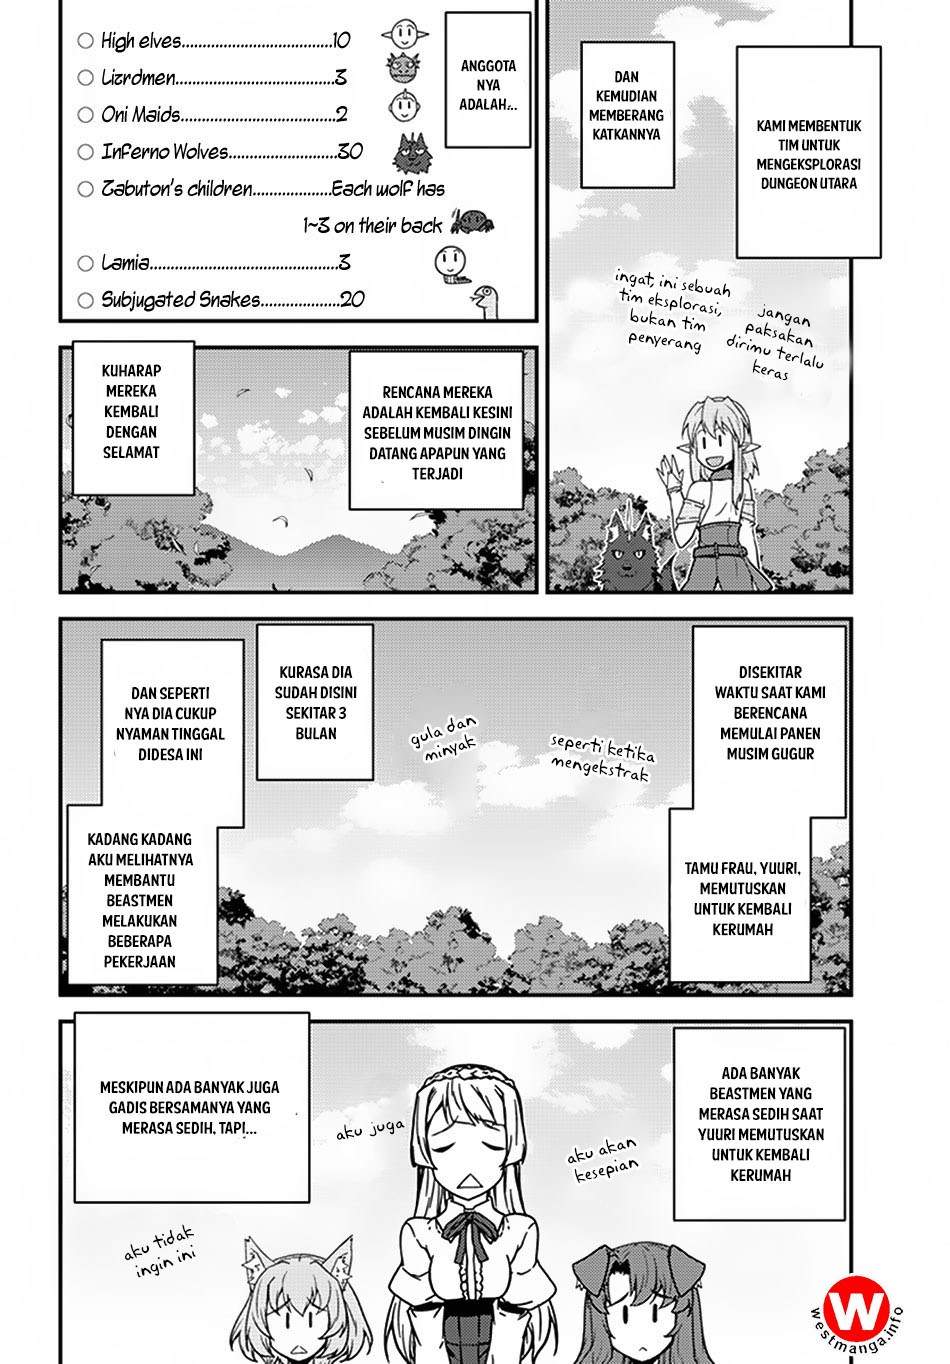 KAMI MEMBENTUK
TIM UNTUK
MENGEKSPLORASI
DUNGEON UTARA
DAN
KEMUDIAN
MEMBERANG
KATKANNYA
jangan
paksakan
dirimu terlalu
keras
ingat, ini sebuah
tim eksplorasi,
bukan tim
penyerang
ANGGOTA
NYA
ADALAH...
High elves....................................10
Lizrdmen......................................3
Oni Maids.....................................2
Inferno Wolves..........................30
Zabuton's children...................Each wolf has
1~3 on their back
Lamia.............................................3
Subjugated Snakes...................20
RENCANA MEREKA
ADALAH KEMBALI KESINI
SEBELUM MUSIM DINGIN
DATANG APAPUN YANG
TERJADI
KUHARAP
MEREKA
KEMBALI
DENGAN
SELAMAT
DISEKITAR
WAKTU SAAT KAMI
BERENCANA
MEMULAI PANEN
MUSIM GUGUR
seperti ketika
mengekstrak
gula dan
minyak
TAMU FRAU, YUURI,
MEMUTUSKAN
UNTUK KEMBALI
KERUMAH
KURASA DIA
SUDAH DISINI
SEKITAR 3
BULAN
DAN SEPERTI
NYA DIA CUKUP
NYAMAN TINGGAL
DIDESA INI
KADANG KADANG
AKU MELIHATNYA
MEMBANTU
BEASTMEN
MELAKUKAN
BEBERAPA
PEKERJAAN
ADA BANYAK
BEASTMEN YANG
MERASA SEDIH SAAT
YUURI MEMUTUSKAN
UNTUK KEMBALI
KERUMAH
aku akan
kesepian
aku juga
MESKIPUN ADA BANYAK JUGA
GADIS BERSAMANYA YANG
MERASA SEDIH, TAPI...
aku tidak
ingin ini
W
westmanga.info